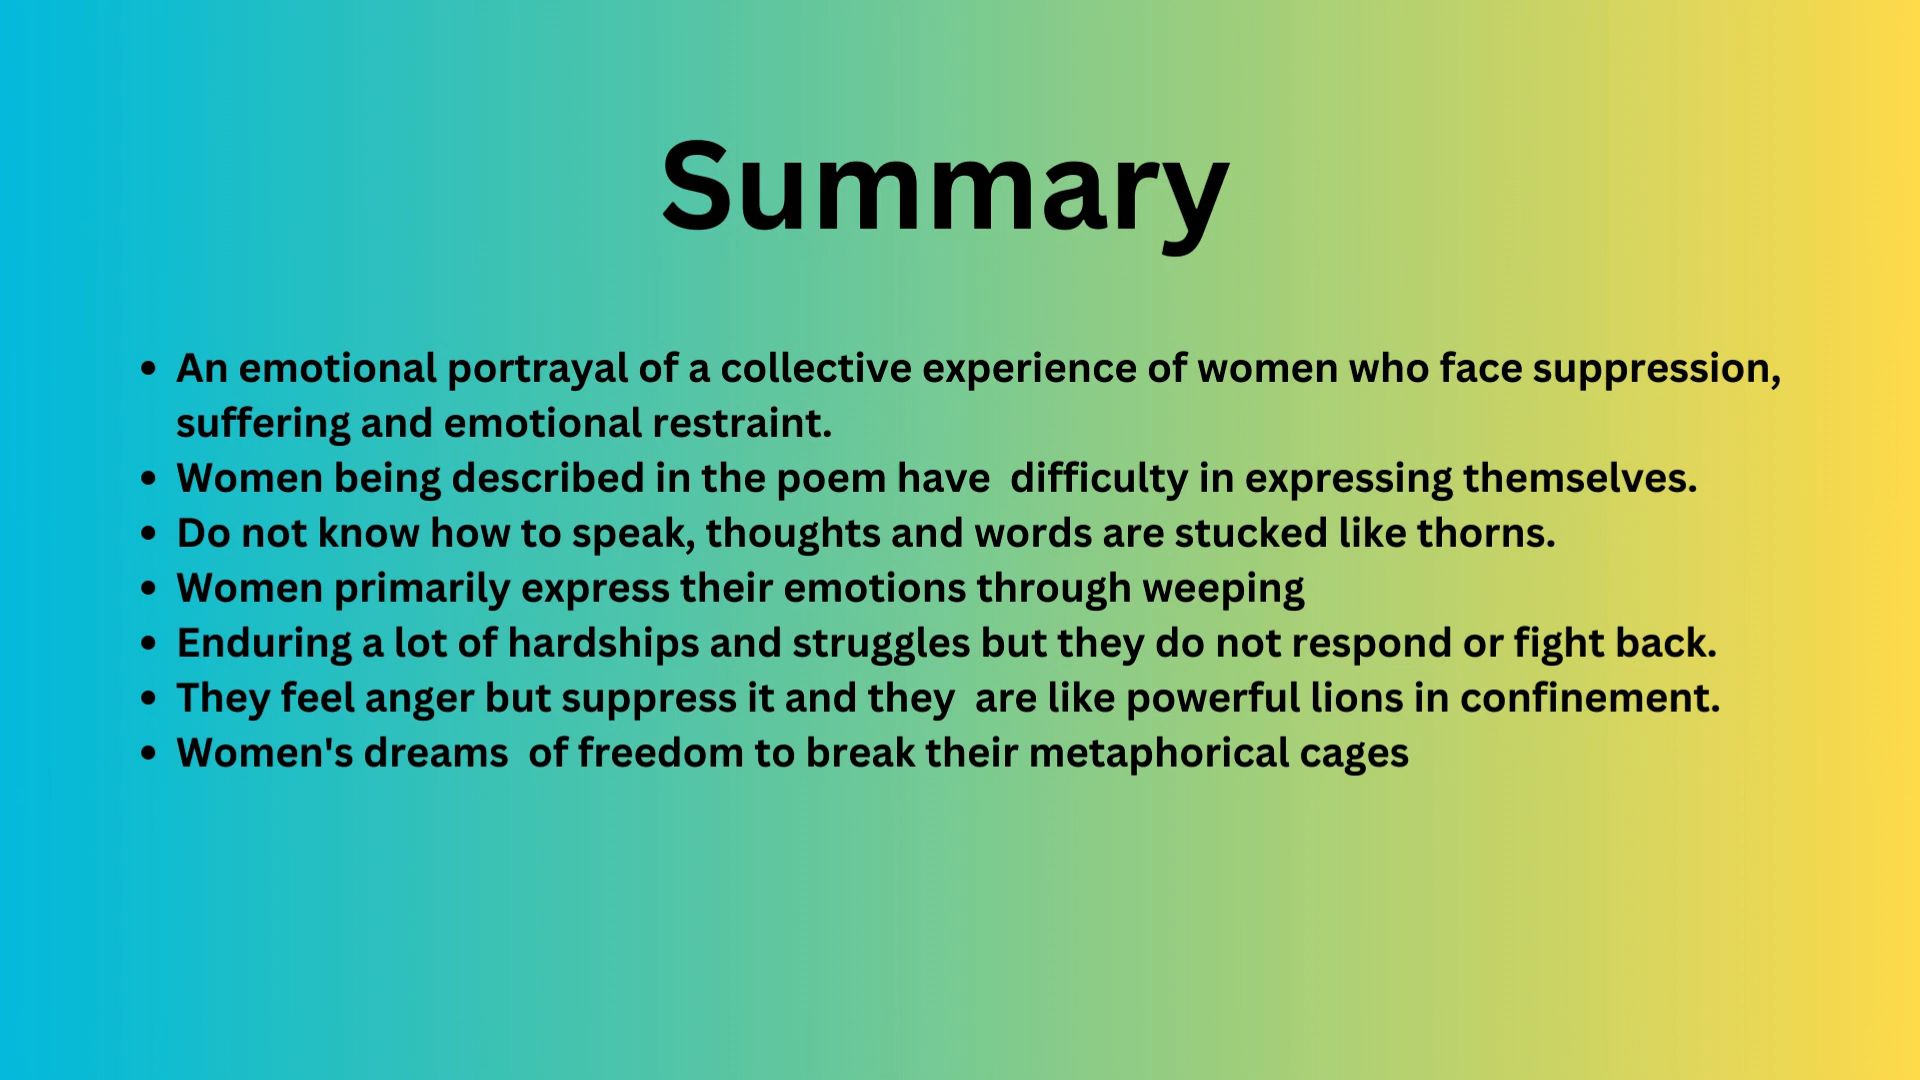 Summary
• An emotional portrayal of a collective experience of women who face suppression,
suffering and emotional restraint.
• Women being described in the poem have  difficulty in expressing themselves.
• Do not know how to speak, thoughts and words are stucked like thorns.
• Women primarily express their emotions through weeping
• Enduring a lot of hardships and struggles but they do not respond or fight back.
• They feel anger but suppress it and they  are like powerful lions in confinement.
• Women's dreams  of freedom to break their metaphorical cages